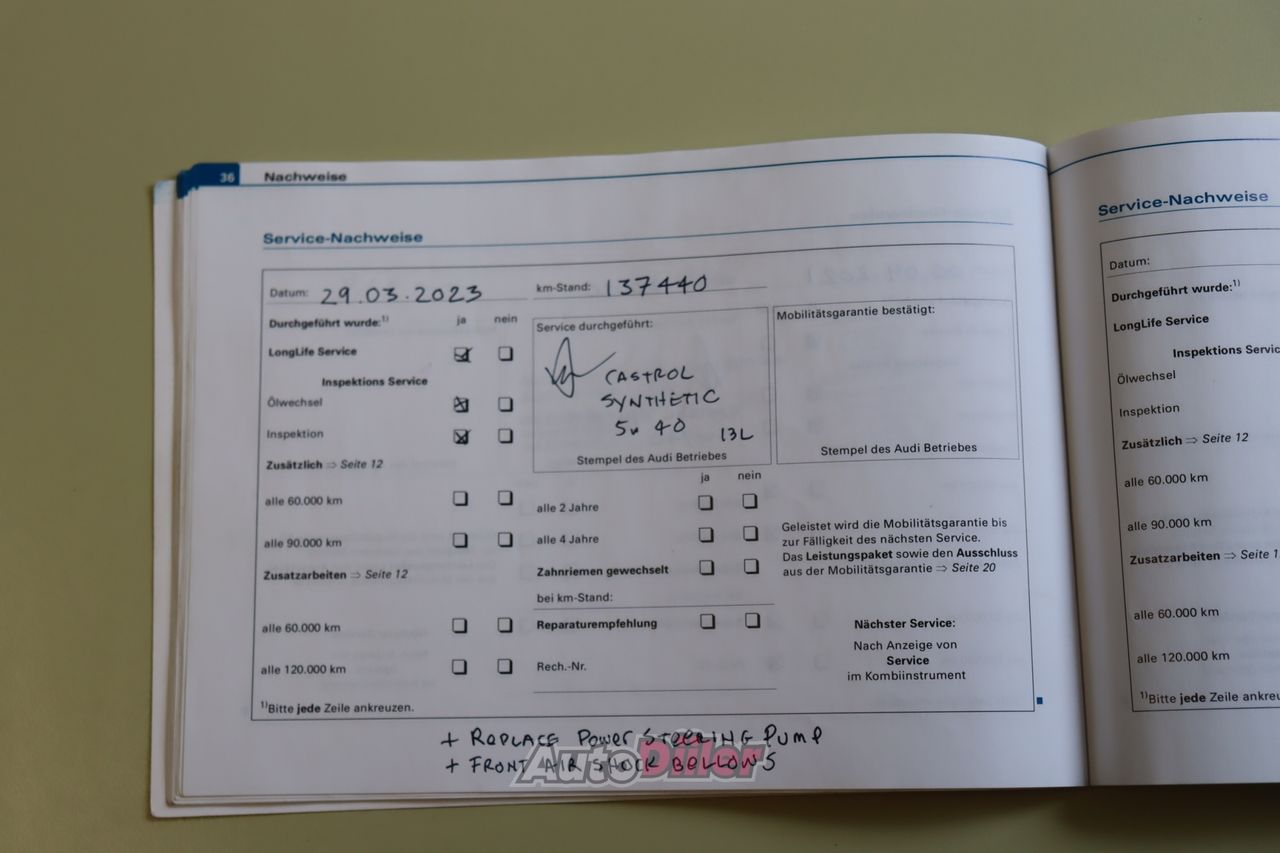 36 Nachweise
Service-Nachweise
Datum: 29.03.2023 km-Stand: 137440
Durchgeführt wurde:1) ja nein
LongLife Service
Inspektions Service
Ölwechsel
Inspektion
Zusätzlich ⇒ Seite 12
alle 60.000 km
alle 90.000 km
Zusatzarbeiten ⇒ Seite 12
alle 60.000 km
alle 120.000 km
1)Bitte jede Zeile ankreuzen.
Service durchgeführt:
CASTROL
SYNTHETIC
5w 40 13L
Stempel des Audi Betriebes
ja nein
alle 2 Jahre
alle 4 Jahre
Zahnriemen gewechselt
bei km-Stand:
Reparaturempfehlung
Rech.-Nr.
Mobilitätsgarantie bestätigt:
Stempel des Audi Betriebes
Geleistet wird die Mobilitätsgarantie bis
zur Fälligkeit des nächsten Service.
Das Leistungspaket sowie den Ausschluss
aus der Mobilitätsgarantie ⇒ Seite 20
Nächster Service:
Nach Anzeige von
Service
im Kombiinstrument
+ REPLACE POWER STEERING PUMP
+ FRONT AIR SHOCK BELLOWS
AutoDiler
Service-Nachweise
Datum:
Durchgeführt wurde:1)
LongLife Service
Inspektions Servic
Ölwechsel
Inspektion
Zusätzlich ⇒ Seite 12
alle 60.000 km
alle 90.000 km
Zusatzarbeiten ⇒ Seite 1
alle 60.000 km
alle 120.000 km
1)Bitte jede Zeile ankreu